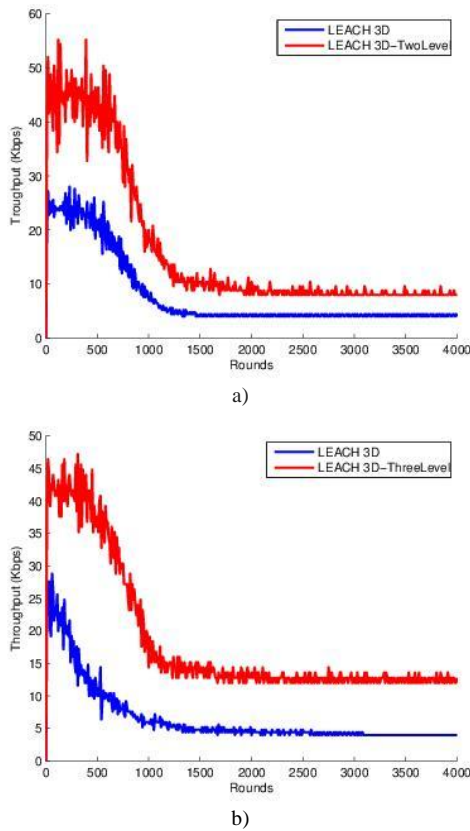 60
50
40
30
20
10
0
Troughput (Kbps)
LEACH 3D
LEACH 3D-TwoLevel
0 500 1000 1500 2000 2500 3000 3500 4000
Rounds
a)
50
45
40
35
30
25
20
15
10
5
0
Throughput (Kbps)
LEACH 3D
LEACH 3D-ThreeLevel
0 500 1000 1500 2000 2500 3000 3500 4000
Rounds
b)